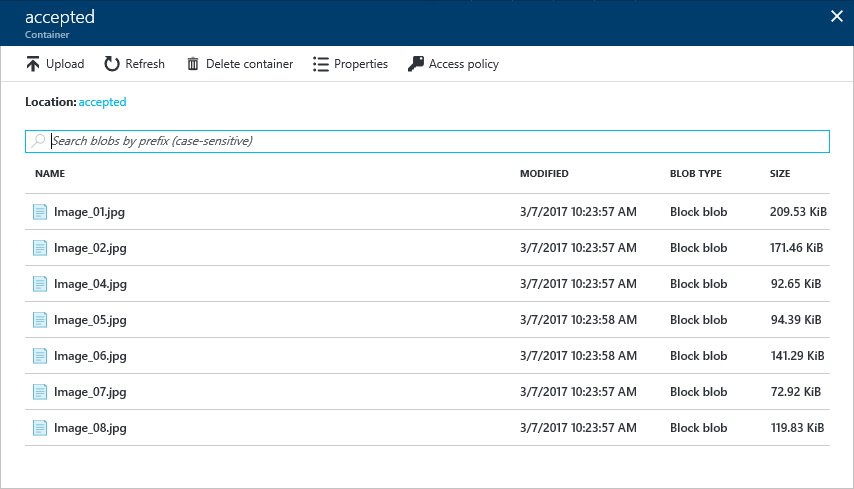 accepted
Container
Upload Refresh Delete container Properties Access policy
Location: accepted
Search blobs by prefix (case-sensitive)
NAME MODIFIED BLOB TYPE SIZE
Image_01.jpg 3/7/2017 10:23:57 AM Block blob 209.53 KiB
Image_02.jpg 3/7/2017 10:23:57 AM Block blob 171.46 KiB
Image_04.jpg 3/7/2017 10:23:57 AM Block blob 92.65 KiB
Image_05.jpg 3/7/2017 10:23:58 AM Block blob 94.39 KiB
Image_06.jpg 3/7/2017 10:23:58 AM Block blob 141.29 KiB
Image_07.jpg 3/7/2017 10:23:57 AM Block blob 72.92 KiB
Image_08.jpg 3/7/2017 10:23:57 AM Block blob 119.83 KiB